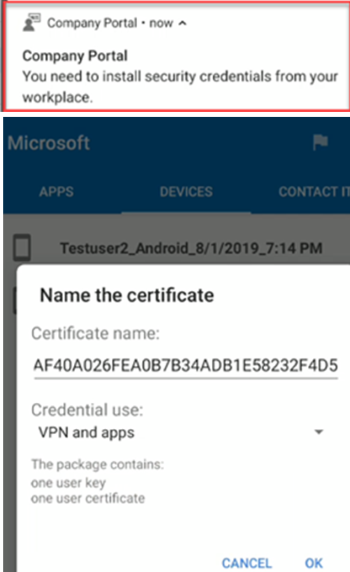 Company Portal • now
Company Portal
You need to install security credentials from your
workplace.
Microsoft
APPS DEVICES CONTACT IT
Testuser2_Android_8/1/2019_7:14 PM
Name the certificate
Certificate name:
AF40A026FEA0B7B34ADB1E58232F4D5
Credential use:
VPN and apps
The package contains:
one user key
one user certificate
CANCEL OK